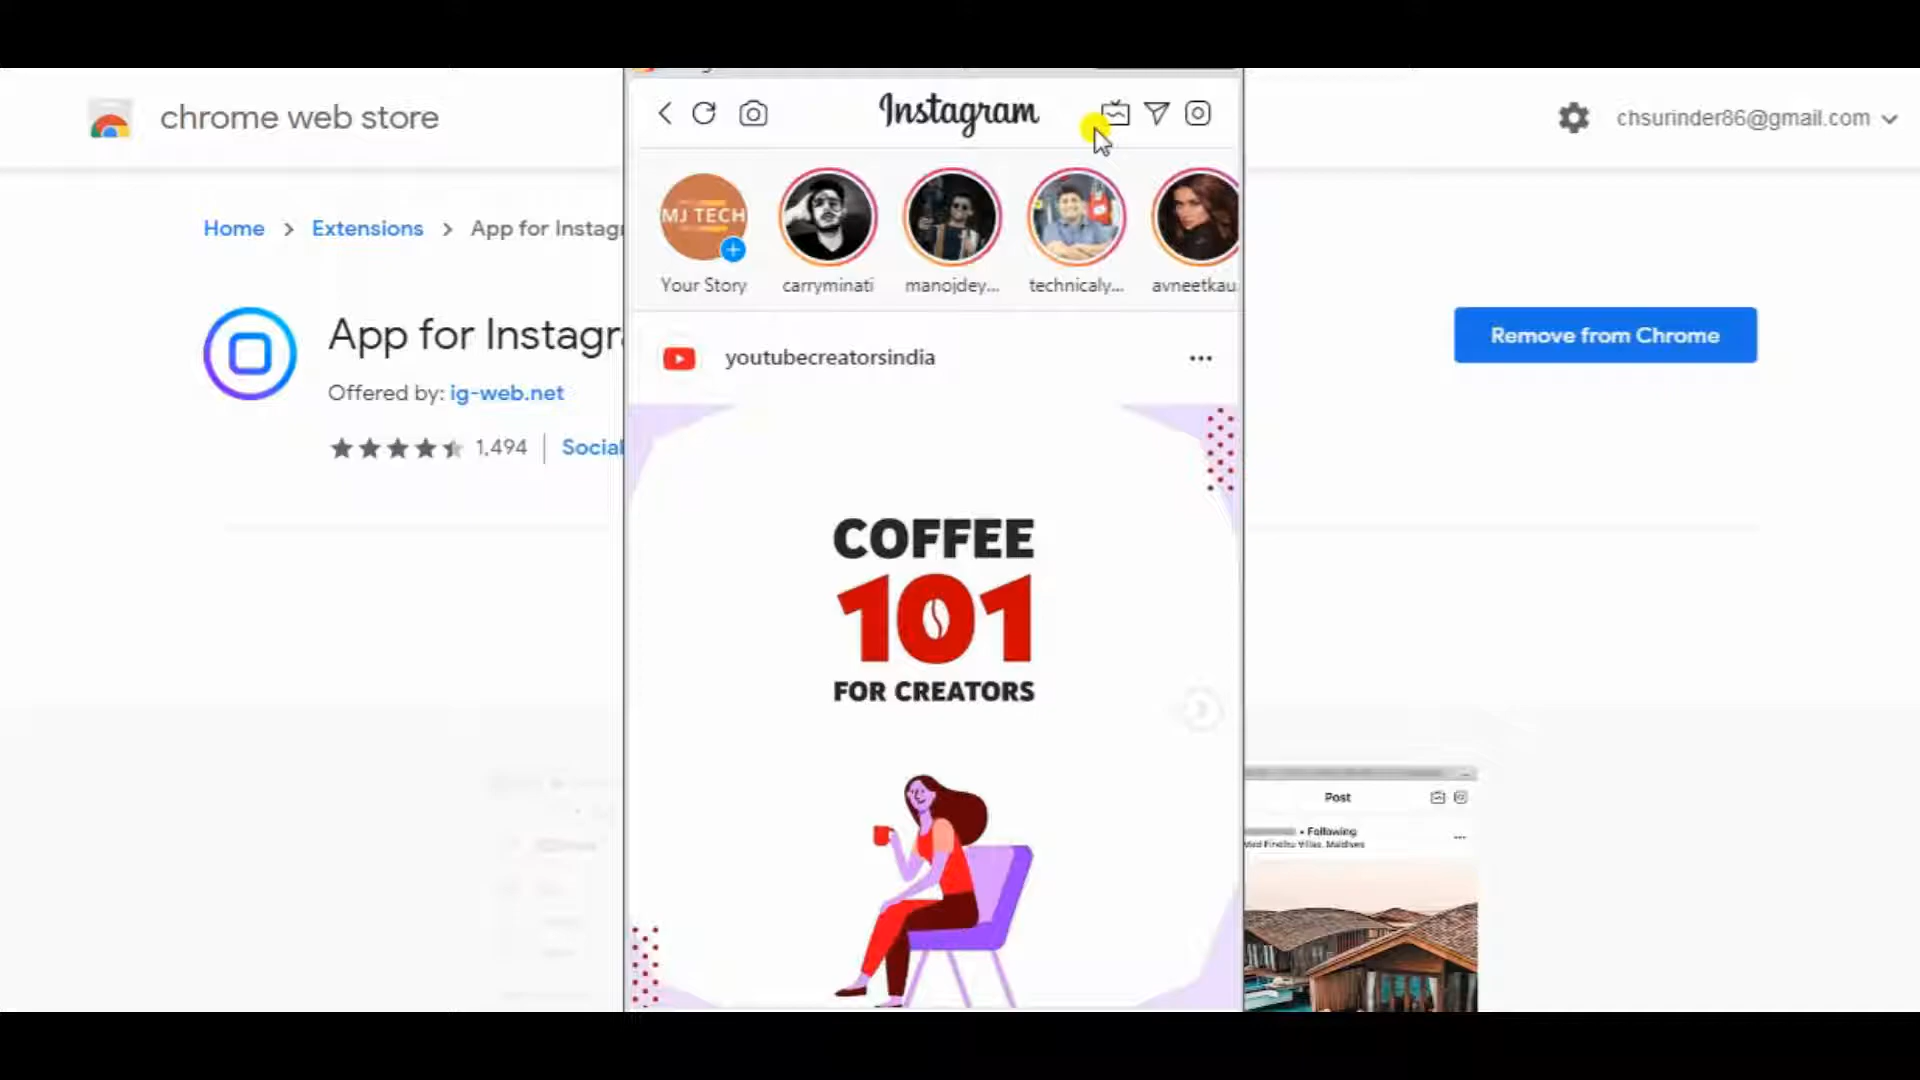 chrome web store
Instagram
chsurinder86@gmail.com
Home > Extensions > App for Instagr
MJ TECH
Your Story
carryminati
manojdey...
technicaly...
avneetkau
App for Instagra
Offered by: ig-web.net
1,494
Social
Remove from Chrome
youtubecreatorsindia
COFFEE
101
FOR CREATORS
Post
• Following